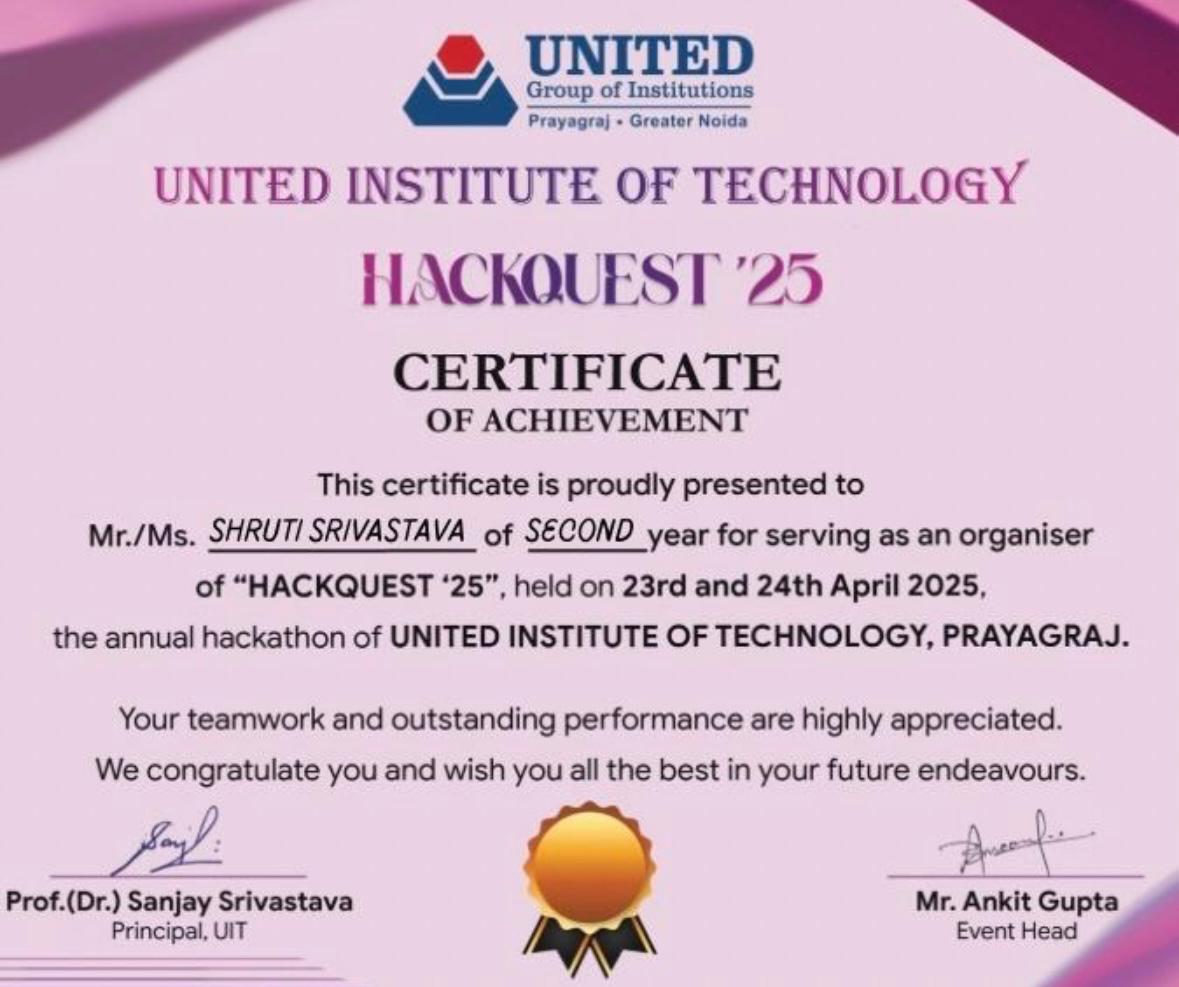 UNITED
Group of Institutions
Prayagraj • Greater Noida
UNITED INSTITUTE OF TECHNOLOGY
HACKQUEST '25
CERTIFICATE
OF ACHIEVEMENT
This certificate is proudly presented to
Mr./Ms. SHRUTI SRIVASTAVA of SECOND year for serving as an organiser
of “HACKQUEST ‘25”, held on 23rd and 24th April 2025,
the annual hackathon of UNITED INSTITUTE OF TECHNOLOGY, PRAYAGRAJ.
Your teamwork and outstanding performance are highly appreciated.
We congratulate you and wish you all the best in your future endeavours.
Prof.(Dr.) Sanjay Srivastava
Principal, UIT
Mr. Ankit Gupta
Event Head